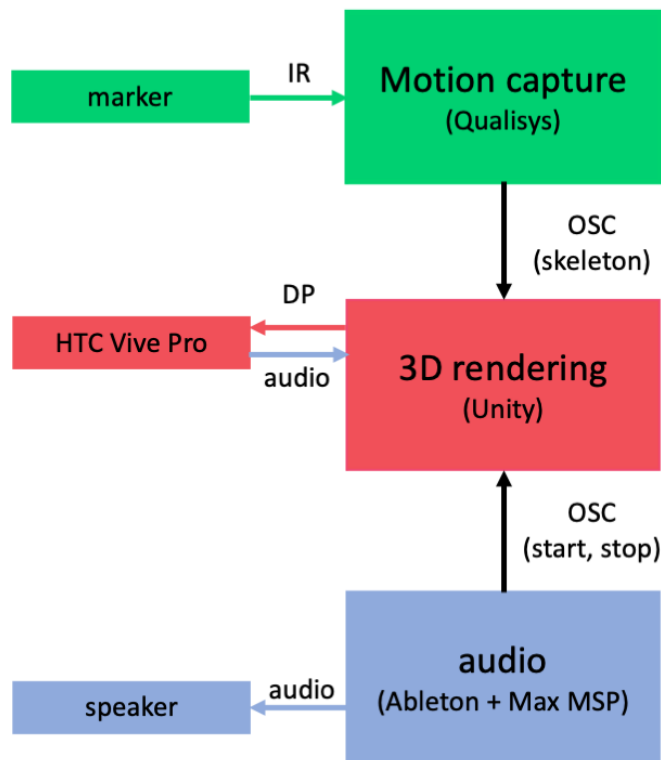 IR
Motion capture
marker
(Qualisys)
OSC
(skeleton)
DP
HTC Vive Pro
audio
3D rendering
(Unity)
OSC
(start, stop)
audio
(Ableton + Max MSP)
audio
speaker